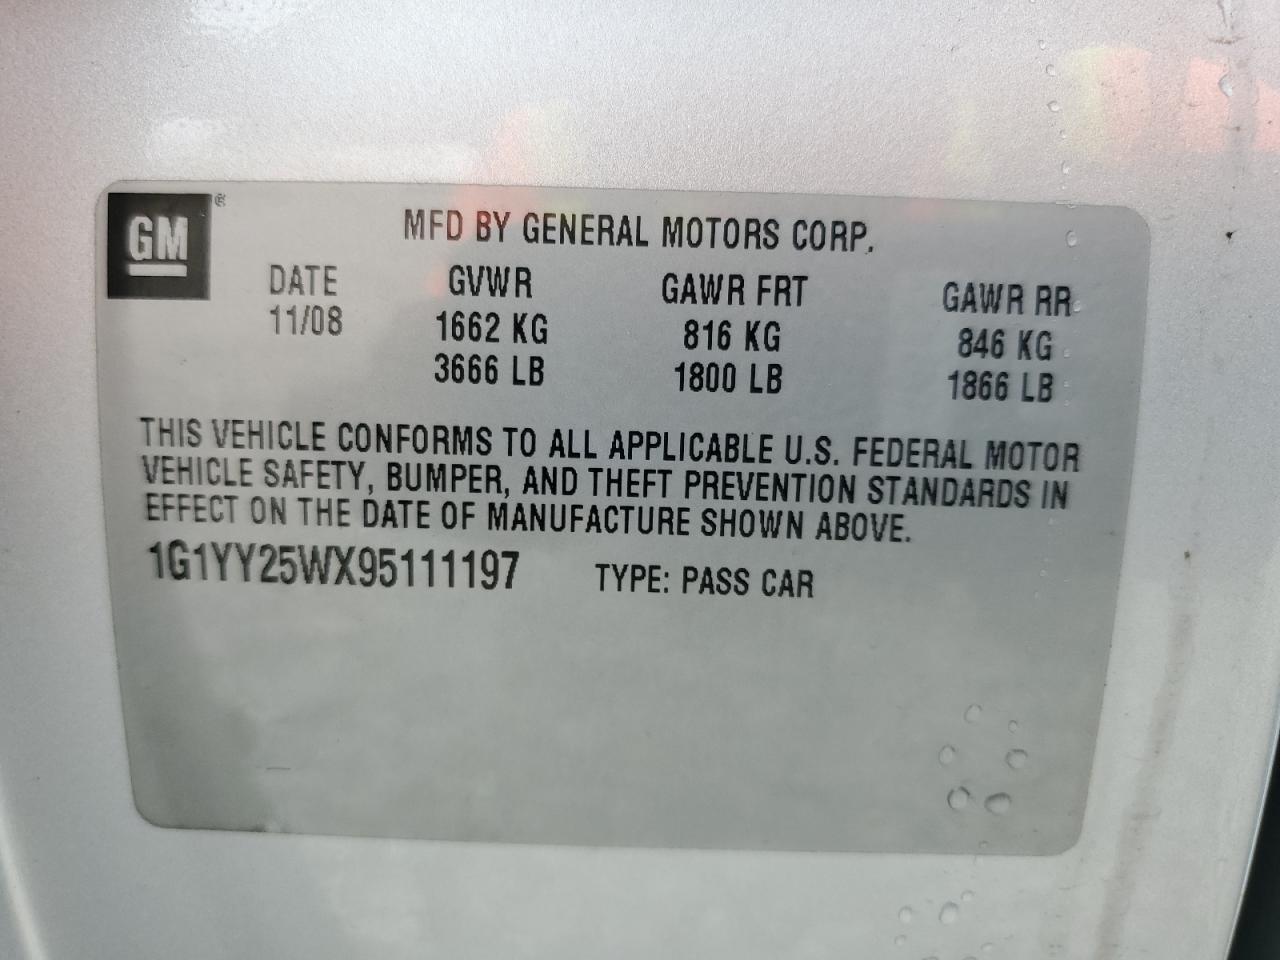 GM®
MFD BY GENERAL MOTORS CORP.
DATE GVWR GAWR FRT GAWR RR
11/08 1662 KG 816 KG 846 KG
3666 LB 1800 LB 1866 LB
THIS VEHICLE CONFORMS TO ALL APPLICABLE U.S. FEDERAL MOTOR
VEHICLE SAFETY, BUMPER, AND THEFT PREVENTION STANDARDS IN
EFFECT ON THE DATE OF MANUFACTURE SHOWN ABOVE.
1G1YY25WX95111197 TYPE: PASS CAR